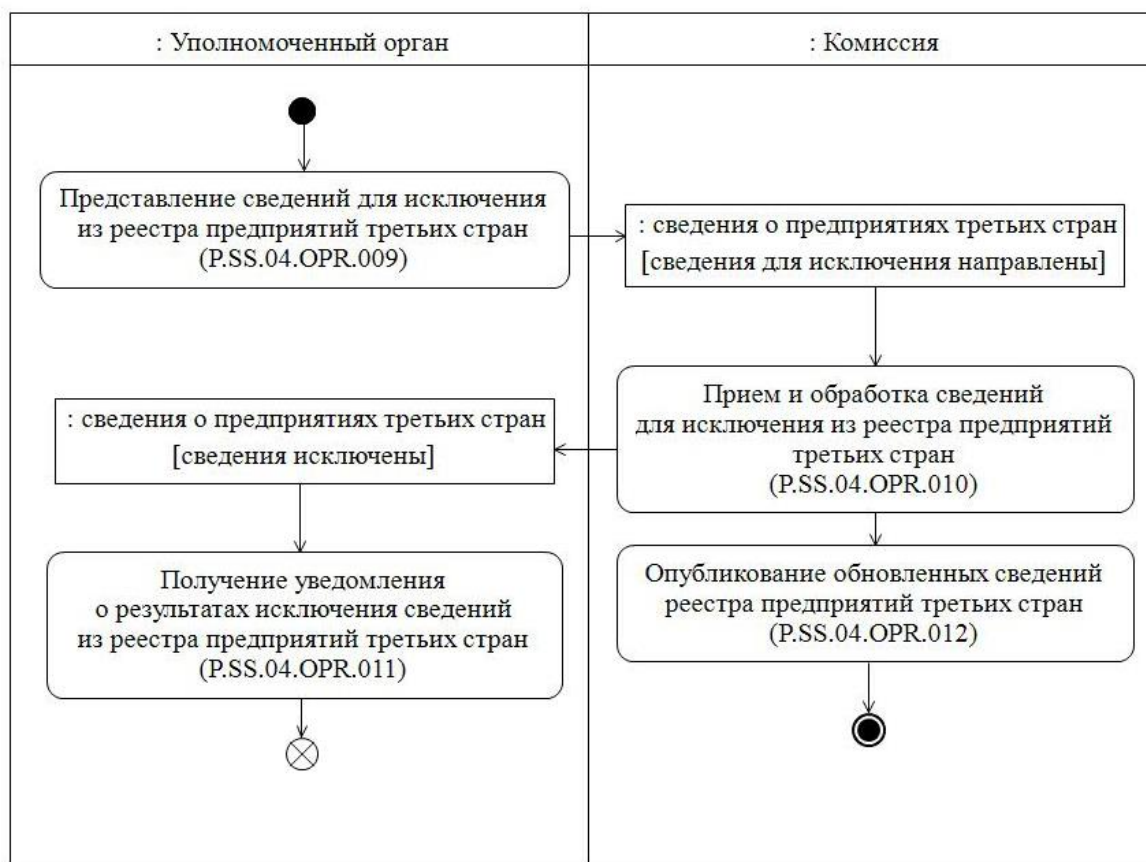 : Уполномоченный орган
: Комиссия
Представление сведений для исключения
из реестра предприятий третьих стран
(P.SS.04.OPR.009)
: сведения о предприятиях третьих стран
[сведения для исключения направлены]
Прием и обработка сведений
для исключения из реестра предприятий
третьих стран
(P.SS.04.OPR.010)
: сведения о предприятиях третьих стран
[сведения исключены]
Получение уведомления
о результатах исключения сведений
из реестра предприятий третьих стран
(P.SS.04.OPR.011)
Опубликование обновленных сведений
реестра предприятий третьих стран
(P.SS.04.OPR.012)